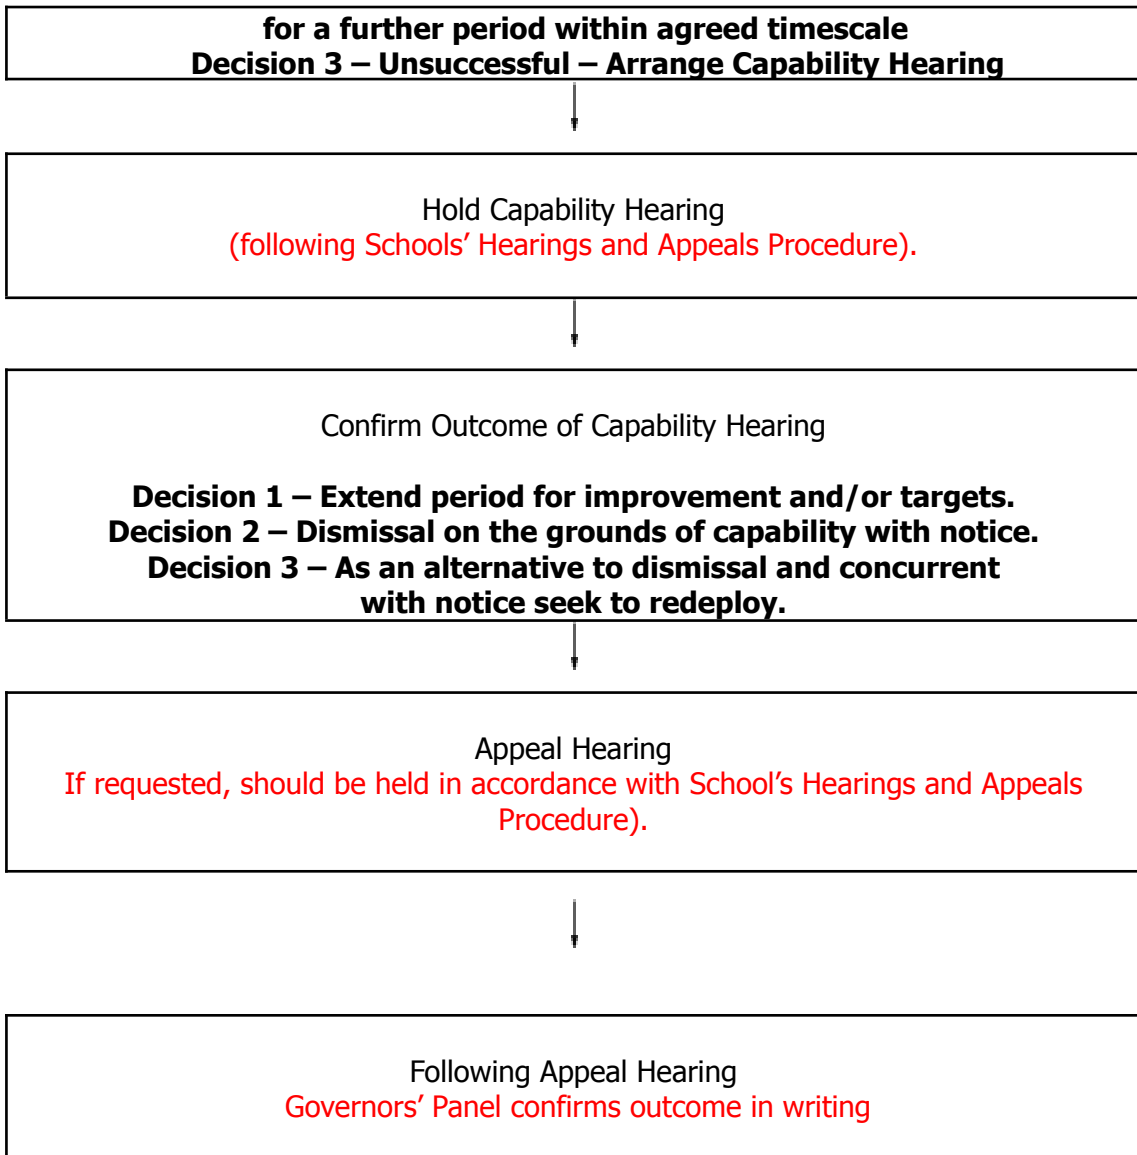 for a further period within agreed timescale
Decision 3 – Unsuccessful – Arrange Capability Hearing
Hold Capability Hearing
(following Schools’ Hearings and Appeals Procedure).
Confirm Outcome of Capability Hearing
Decision 1 – Extend period for improvement and/or targets.
Decision 2 – Dismissal on the grounds of capability with notice.
Decision 3 – As an alternative to dismissal and concurrent
with notice seek to redeploy.
Appeal Hearing
If requested, should be held in accordance with School’s Hearings and Appeals
Procedure).
Following Appeal Hearing
Governors’ Panel confirms outcome in writing